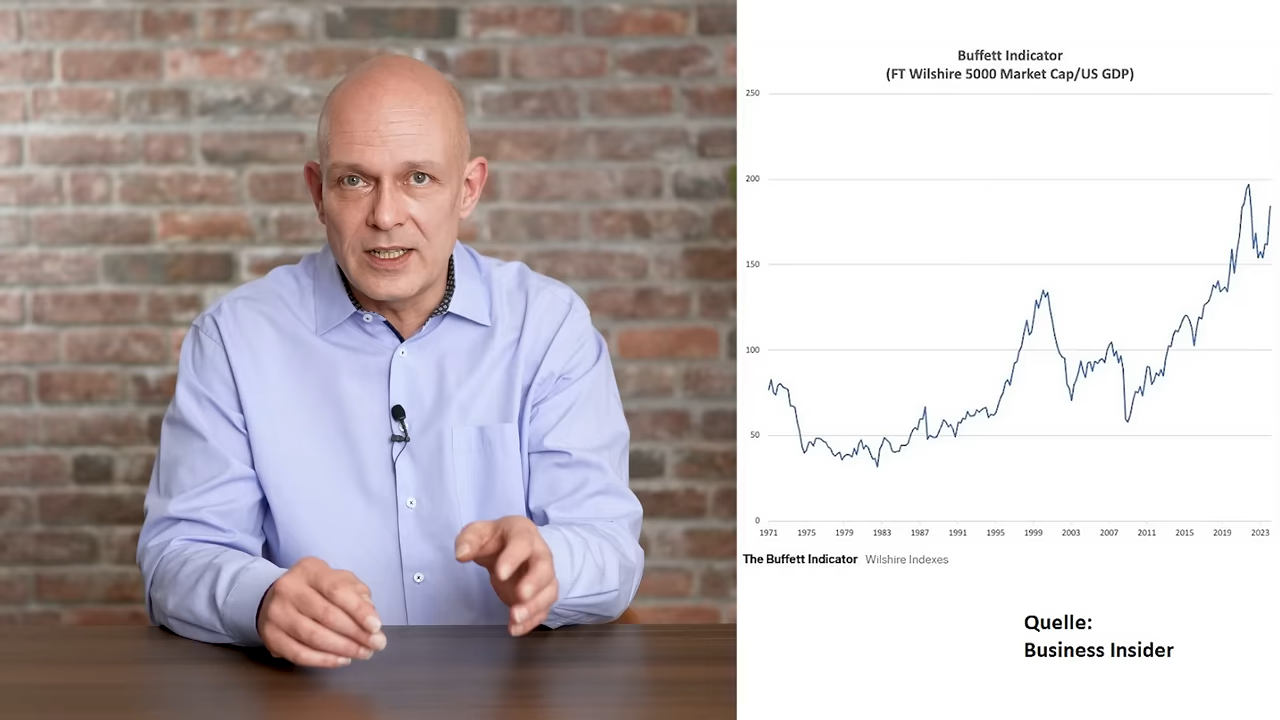 Buffett Indicator
(FT Wilshire 5000 Market Cap/US GDP)
250
200
150
100
50
0
1971 1975 1979 1983 1987 1991 1995 1999 2003 2007 2011 2015 2019 2023
The Buffett Indicator Wilshire Indexes
Quelle:
Business Insider